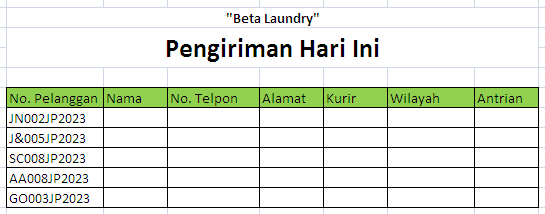 "Beta Laundry"
Pengiriman Hari Ini
No. Pelanggan Nama No. Telpon Alamat Kurir Wilayah Antrian
JN002JP2023
J&005JP2023
SC008JP2023
AA008JP2023
GO003JP2023